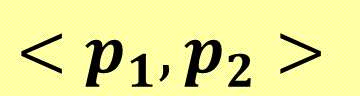 < p₁, p₂ >